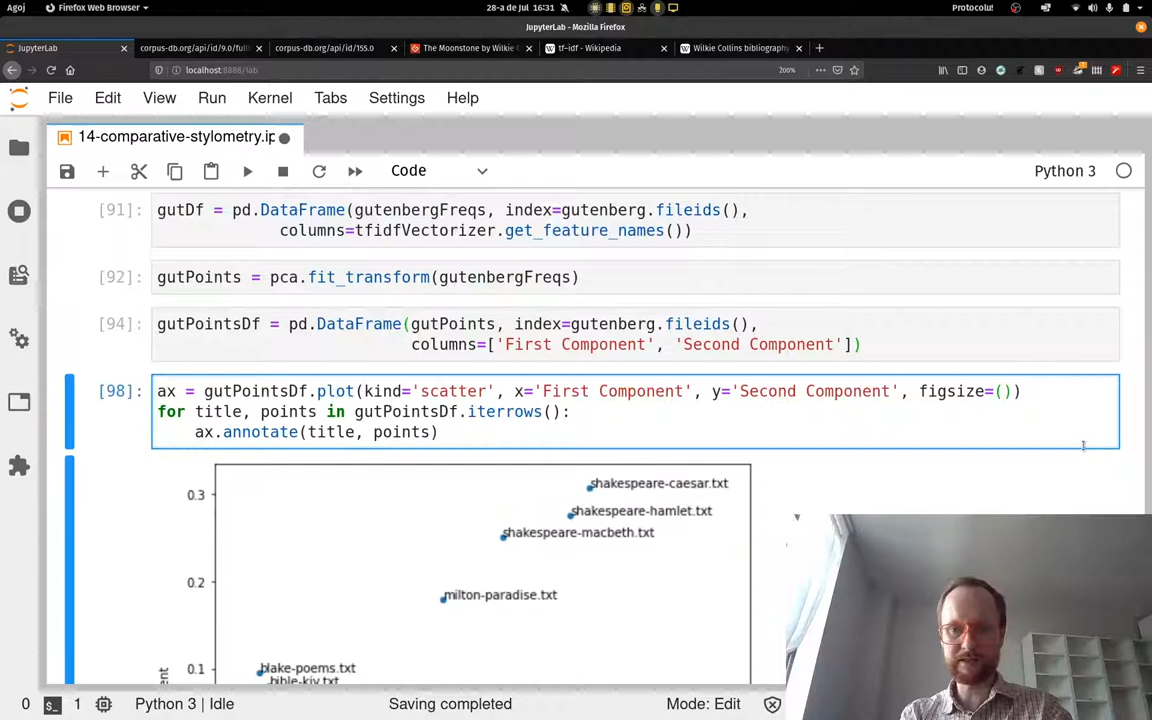 Agoj
Firefox Web Browser
28-a de Jul 16:31
Protocolu
JupyterLab - Mozilla Firefox
JupyterLab
corpus-db.org/api/id/9.0/full
corpus-db.org/api/id/155.0
The Moonstone by Wilkie C
tf-idf - Wikipedia
Wilkie Collins bibliography
localhost:8888/lab
200%
File Edit View Run Kernel Tabs Settings Help
14-comparative-stylometry.ip
Code
Python 3
[91]:
gutDf = pd.DataFrame(gutenbergFreqs, index=gutenberg.fileids(),
columns=tfidfVectorizer.get_feature_names())
[92]:
gutPoints = pca.fit_transform(gutenbergFreqs)
[94]:
gutPointsDf = pd.DataFrame(gutPoints, index=gutenberg.fileids(),
columns=['First Component', 'Second Component'])
[98]:
ax = gutPointsDf.plot(kind='scatter', x='First Component', y='Second Component', figsize=())
for title, points in gutPointsDf.iterrows():
ax.annotate(title, points)
0.3
shakespeare-caesar.txt
shakespeare-hamlet.txt
shakespeare-macbeth.txt
0.2
milton-paradise.txt
0.1
blake-poems.txt
bible-kjv.txt
0
1
Python 3 | Idle
Saving completed
Mode: Edit